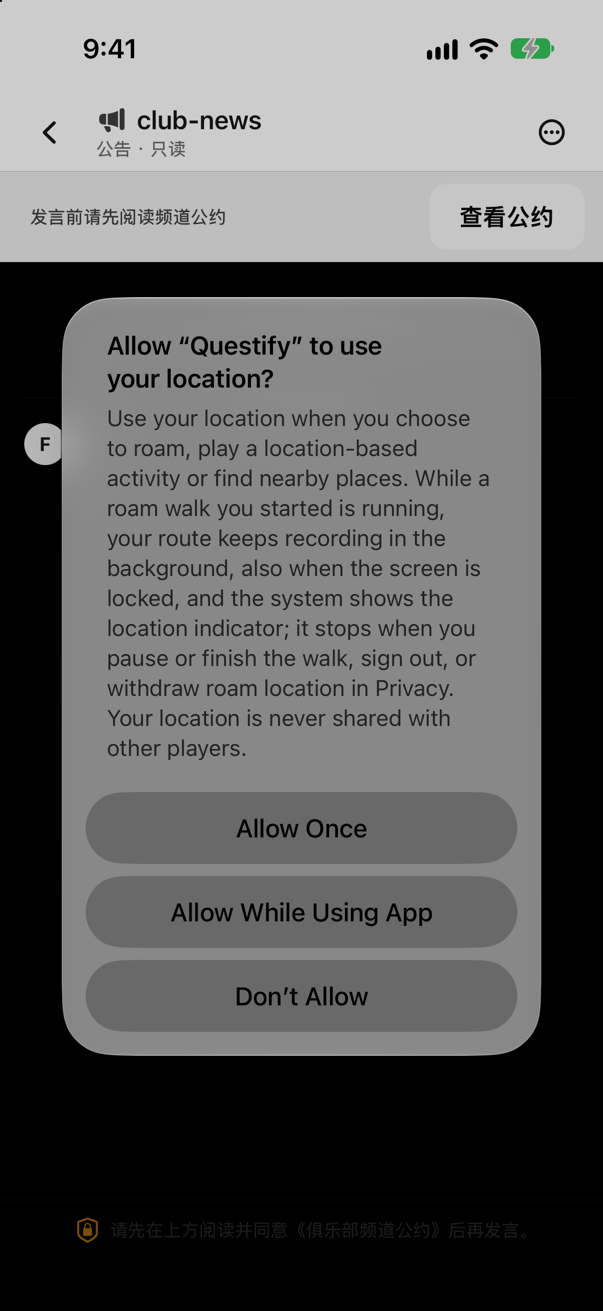 9:41
club-news
公告 · 只读
发言前请先阅读频道公约
查看公约
Allow “Questify” to use
your location?
F
Use your location when you choose
to roam, play a location-based
activity or find nearby places. While a
roam walk you started is running,
your route keeps recording in the
background, also when the screen is
locked, and the system shows the
location indicator; it stops when you
pause or finish the walk, sign out, or
withdraw roam location in Privacy.
Your location is never shared with
other players.
Allow Once
Allow While Using App
Don’t Allow
请先在上方阅读并同意《俱乐部频道公约》后再发言。